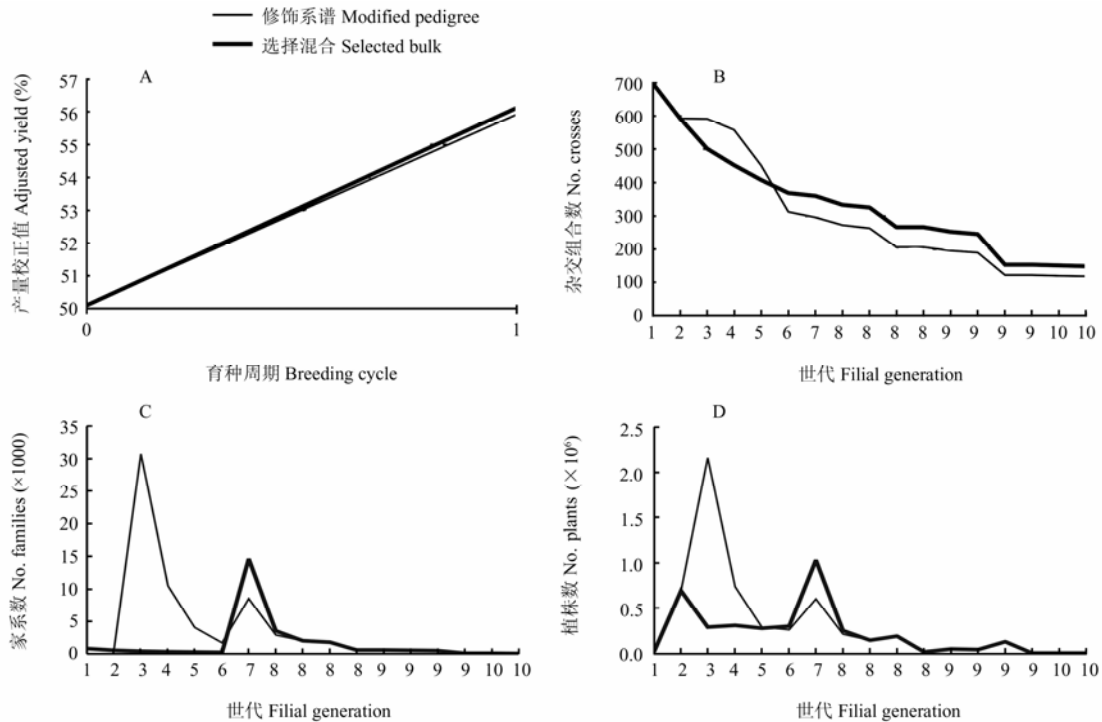 修饰系谱 Modified pedigree
选择混合 Selected bulk
A
产量校正值 Adjusted yield (%)
57
56
55
54
53
52
51
50
0 1
育种周期 Breeding cycle
B
杂交组合数 No. crosses
700
600
500
400
300
200
100
0
1 2 3 4 5 6 7 8 8 8 8 9 9 9 10 10
世代 Filial generation
C
家系数 No. families (×1000)
35
30
25
20
15
10
5
0
1 2 3 4 5 6 7 8 8 8 8 9 9 9 10 10
世代 Filial generation
D
植株数 No. plants (×10⁶)
2.5
2.0
1.5
1.0
0.5
0.0
1 2 3 4 5 6 7 8 8 8 8 9 9 9 10 10
世代 Filial generation